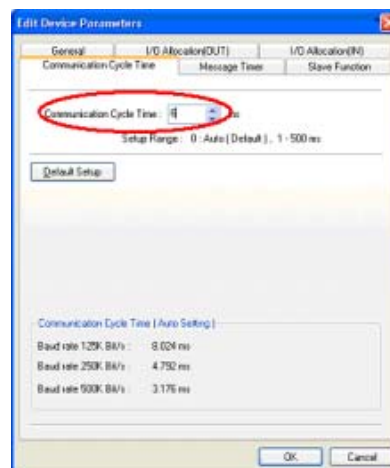 Edit Device Parameters
General I/O Allocation(OUT) I/O Allocation(IN)
Communication Cycle Time Message Timer Slave Function
Communication Cycle Time : ms
Setup Range : 0 : Auto ( Default ) , 1 - 500 ms
Default Setup
Communication Cycle Time ( Auto Setting )
Baud rate 125K Bit/s : 8.024 ms
Baud rate 250K Bit/s : 4.792 ms
Baud rate 500K Bit/s : 3.176 ms
OK Cancel